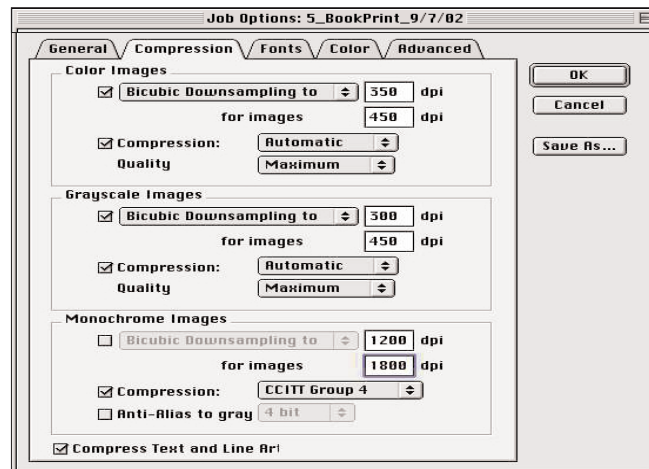 Job Options: 5_BookPrint_9/7/02
General Compression Fonts Color Advanced
Color Images
Bicubic Downsampling to 350 dpi
for images 450 dpi
Compression: Automatic
Quality Maximum
Grayscale Images
Bicubic Downsampling to 300 dpi
for images 450 dpi
Compression: Automatic
Quality Maximum
Monochrome Images
Bicubic Downsampling to 1200 dpi
for images 1800 dpi
Compression: CCITT Group 4
Anti-Alias to gray 4 bit
Compress Text and Line Art
OK
Cancel
Save As...